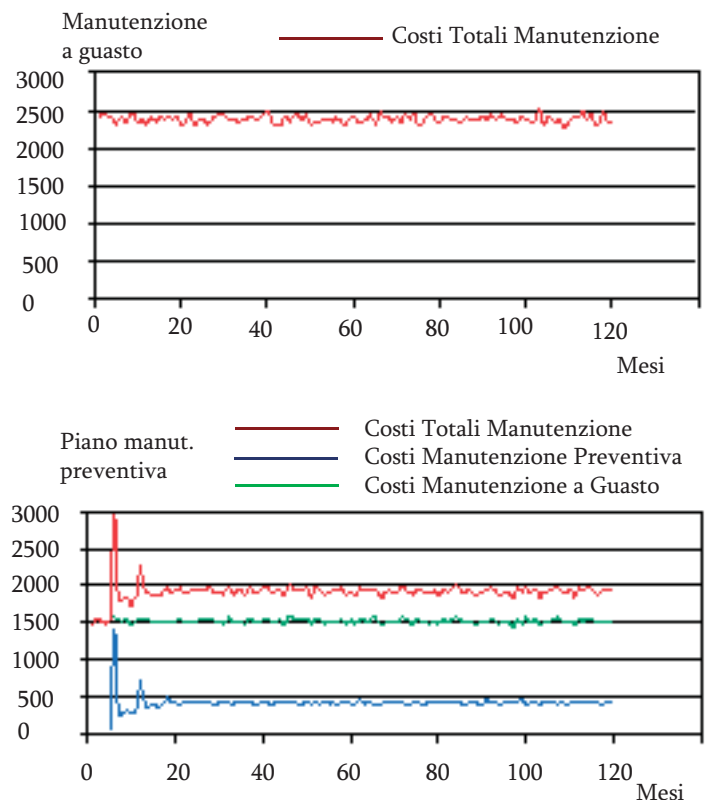 Manutenzione
a guasto
Costi Totali Manutenzione
3000
2500
2000
1500
1000
500
0
0 20 40 60 80 100 120
Mesi
Piano manut.
preventiva
Costi Totali Manutenzione
Costi Manutenzione Preventiva
Costi Manutenzione a Guasto
3000
2500
2000
1500
1000
500
0
0 20 40 60 80 100 120
Mesi